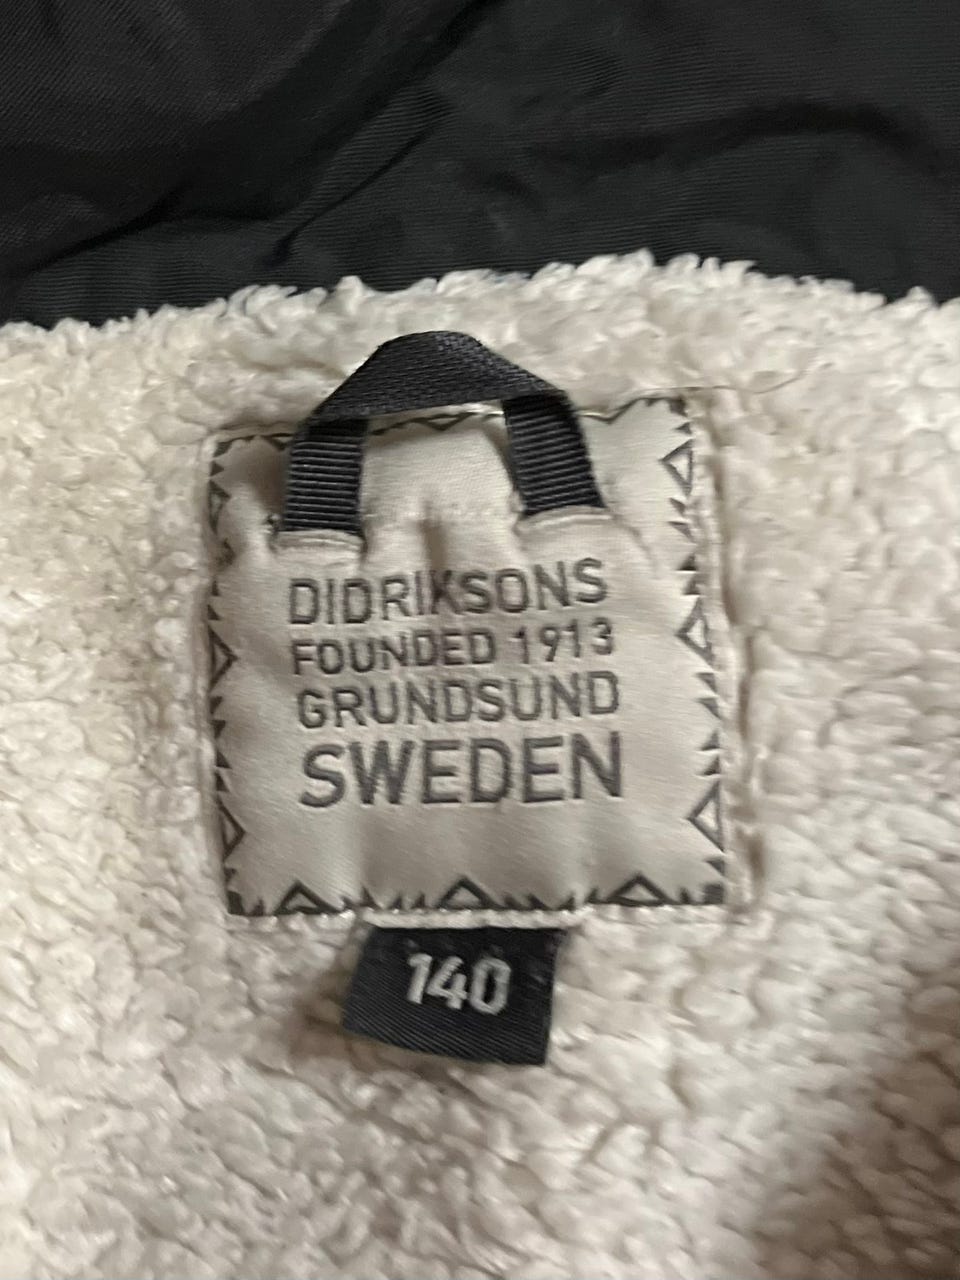 DIDRIKSONS
FOUNDED 1913
GRUNDSUND
SWEDEN
140